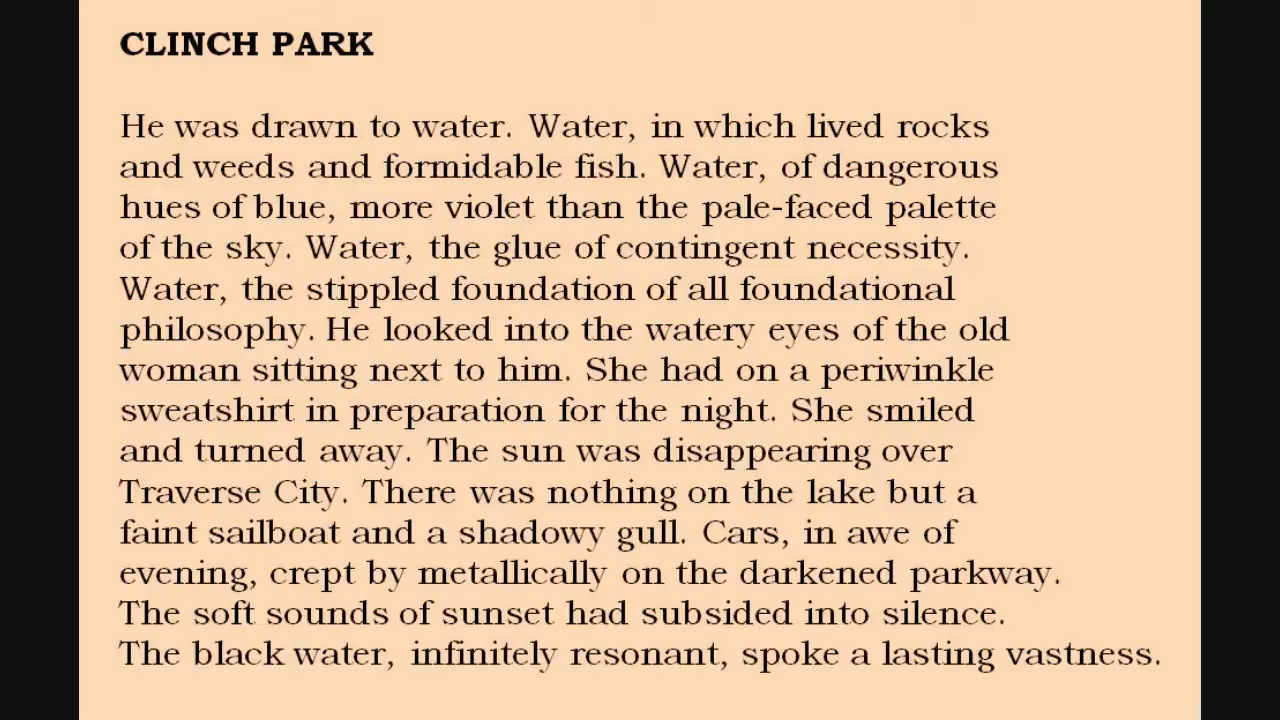 CLINCH PARK
He was drawn to water. Water, in which lived rocks
and weeds and formidable fish. Water, of dangerous
hues of blue, more violet than the pale-faced palette
of the sky. Water, the glue of contingent necessity.
Water, the stippled foundation of all foundational
philosophy. He looked into the watery eyes of the old
woman sitting next to him. She had on a periwinkle
sweatshirt in preparation for the night. She smiled
and turned away. The sun was disappearing over
Traverse City. There was nothing on the lake but a
faint sailboat and a shadowy gull. Cars, in awe of
evening, crept by metallically on the darkened parkway.
The soft sounds of sunset had subsided into silence.
The black water, infinitely resonant, spoke a lasting vastness.